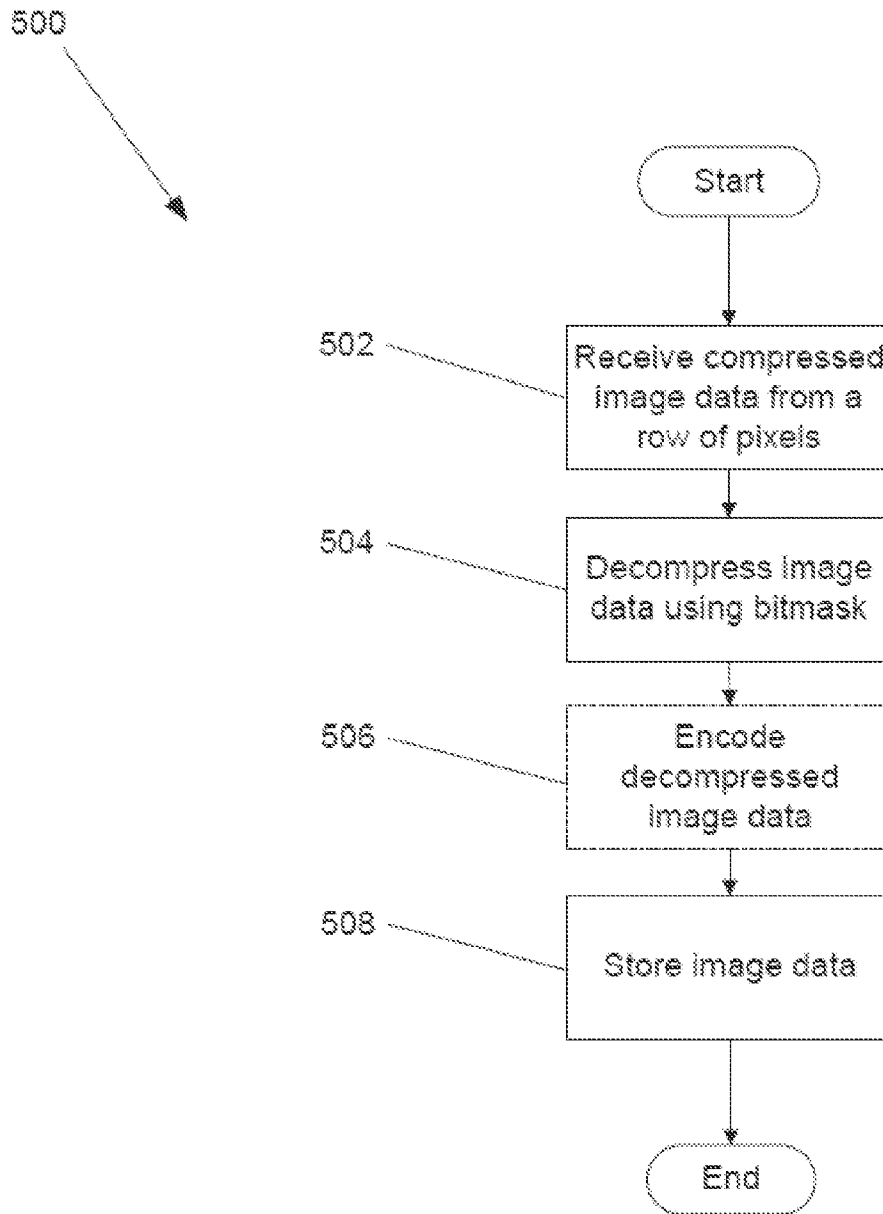 500
Start
502
Receive compressed
image data from a
row of pixels
504
Decompress image
data using bitmask
506
Encode
decompressed
image data
508
Store image data
End